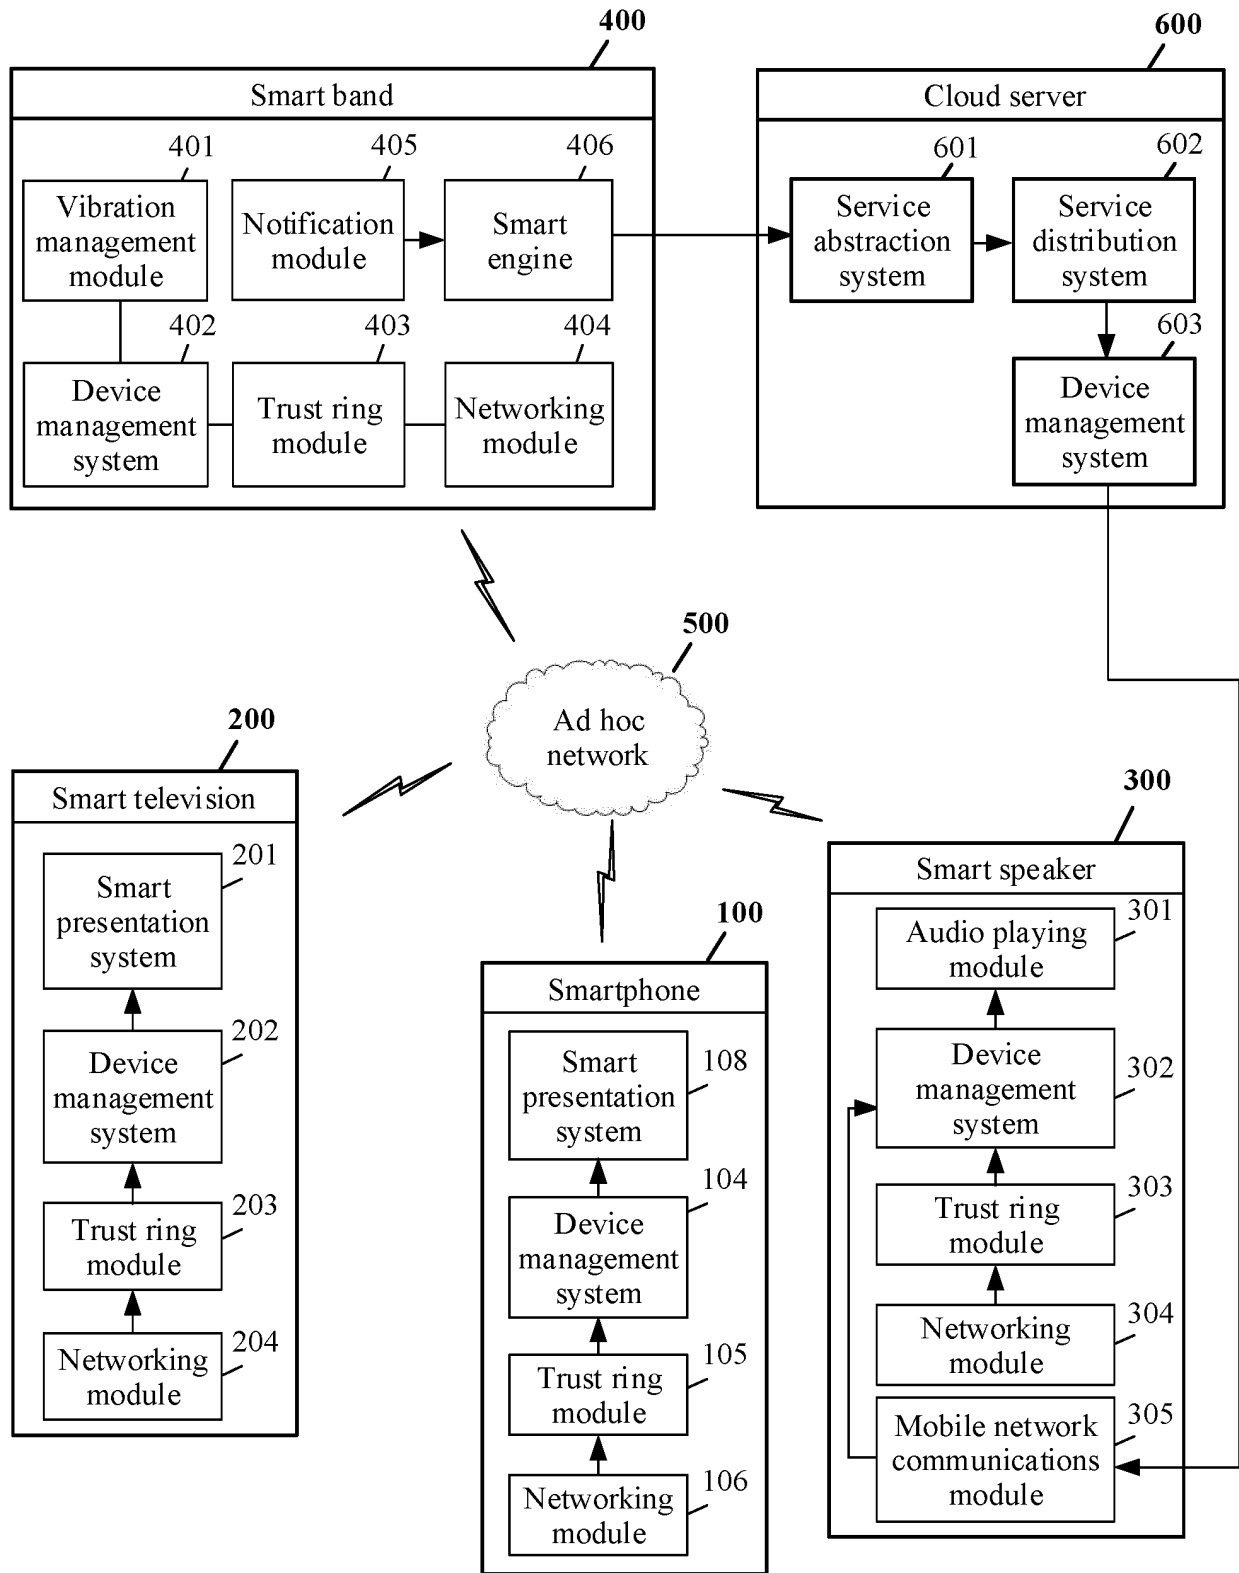 400
Smart band
401
405
406
Vibration
management
module
Notification
module
Smart
engine
402
403
404
Device
management
system
Trust ring
module
Networking
module
600
Cloud server
601
602
Service
abstraction
system
Service
distribution
system
603
Device
management
system
500
Ad hoc
network
200
Smart television
201
Smart
presentation
system
202
Device
management
system
203
Trust ring
module
204
Networking
module
100
Smartphone
108
Smart
presentation
system
104
Device
management
system
105
Trust ring
module
106
Networking
module
300
Smart speaker
301
Audio playing
module
302
Device
management
system
303
Trust ring
module
304
Networking
module
305
Mobile network
communications
module